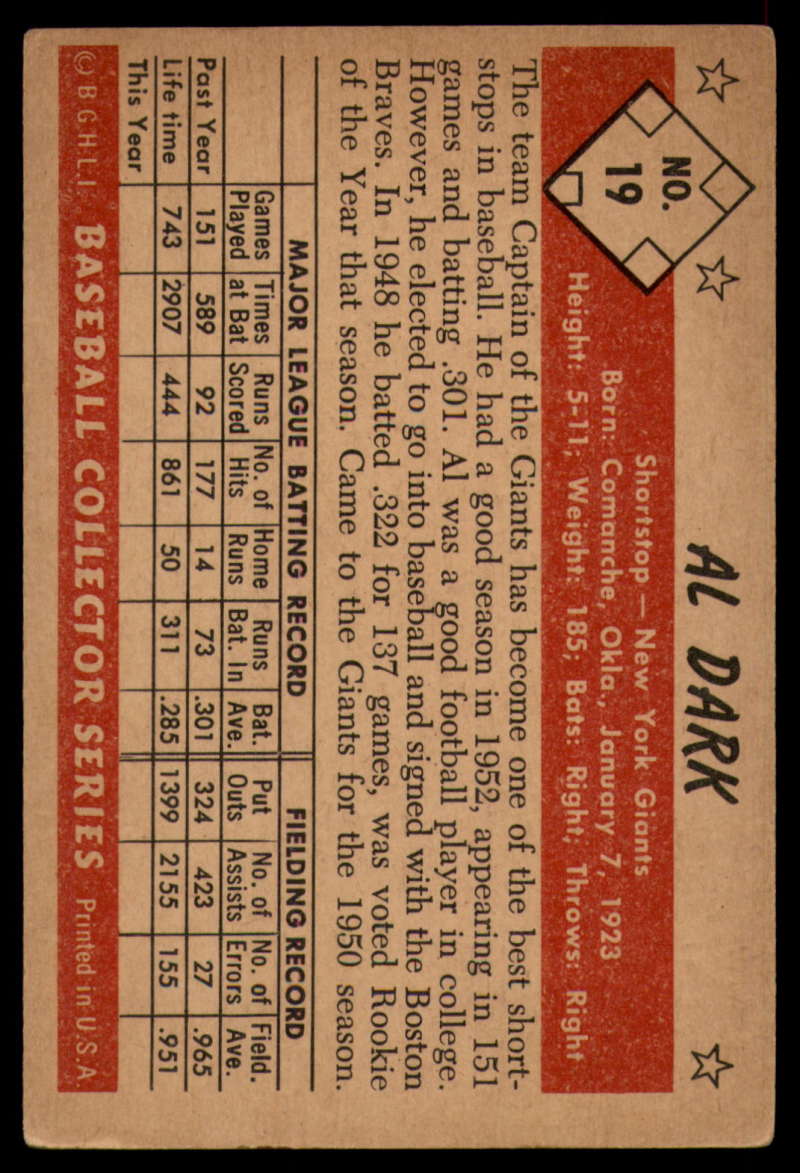 AL DARK
NO.
19
Shortstop — New York Giants
Born: Comanche, Okla., January 7, 1923
Height: 5-11; Weight: 185; Bats: Right; Throws: Right
The team Captain of the Giants has become one of the best short-
stops in baseball. He had a good season in 1952, appearing in 151
games and batting .301. Al was a good football player in college.
However, he elected to go into baseball and signed with the Boston
Braves. In 1948 he batted .322 for 137 games, was voted Rookie
of the Year that season. Came to the Giants for the 1950 season.
MAJOR LEAGUE BATTING RECORD FIELDING RECORD
Games Times Runs No. of Home Runs Bat. Put No. of No. of Field.
Played at Bat Scored Hits Runs Bat. In Ave. Outs Assists Errors Ave.
Past Year 151 589 92 177 14 73 .301 324 423 27 .965
Life time 743 2907 444 861 50 311 .285 1399 2155 155 .951
This Year
© B.G.H.L.I. BASEBALL COLLECTOR SERIES Printed in U.S.A.